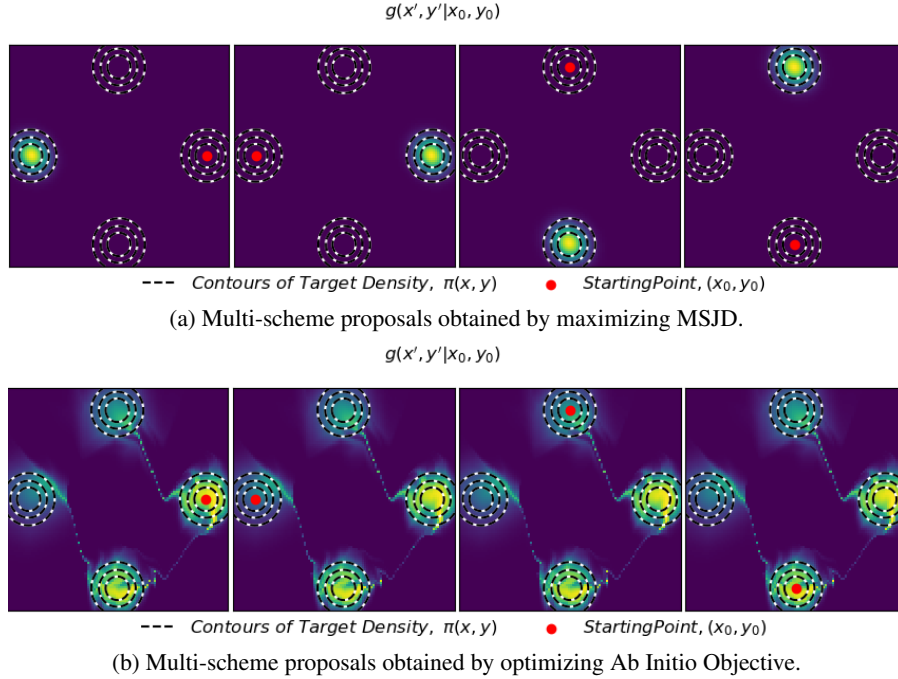 g(x', y'|x₀, y₀)
Contours of Target Density, π(x, y) StartingPoint, (x₀, y₀)
(a) Multi-scheme proposals obtained by maximizing MSJD.
g(x', y'|x₀, y₀)
Contours of Target Density, π(x, y) StartingPoint, (x₀, y₀)
(b) Multi-scheme proposals obtained by optimizing Ab Initio Objective.